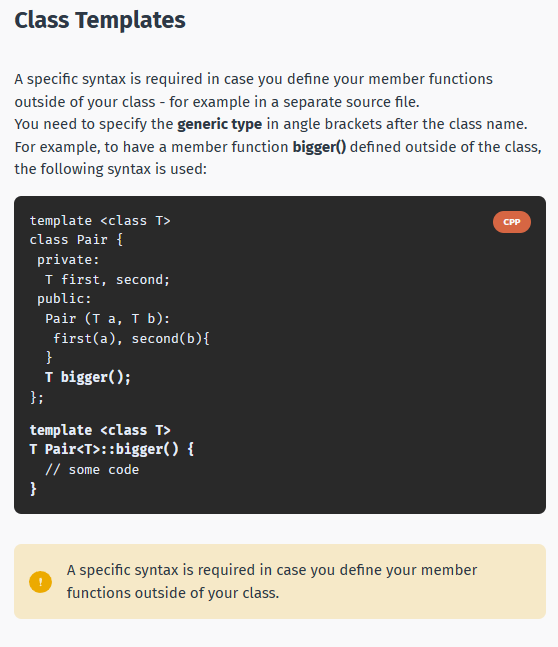 Class Templates
A specific syntax is required in case you define your member functions
outside of your class - for example in a separate source file.
You need to specify the generic type in angle brackets after the class name.
For example, to have a member function bigger() defined outside of the class,
the following syntax is used:
CPP
template <class T>
class Pair {
 private:
  T first, second;
 public:
  Pair (T a, T b):
   first(a), second(b){
  }
  T bigger();
};
template <class T>
T Pair<T>::bigger() {
  // some code
}
!
A specific syntax is required in case you define your member
functions outside of your class.